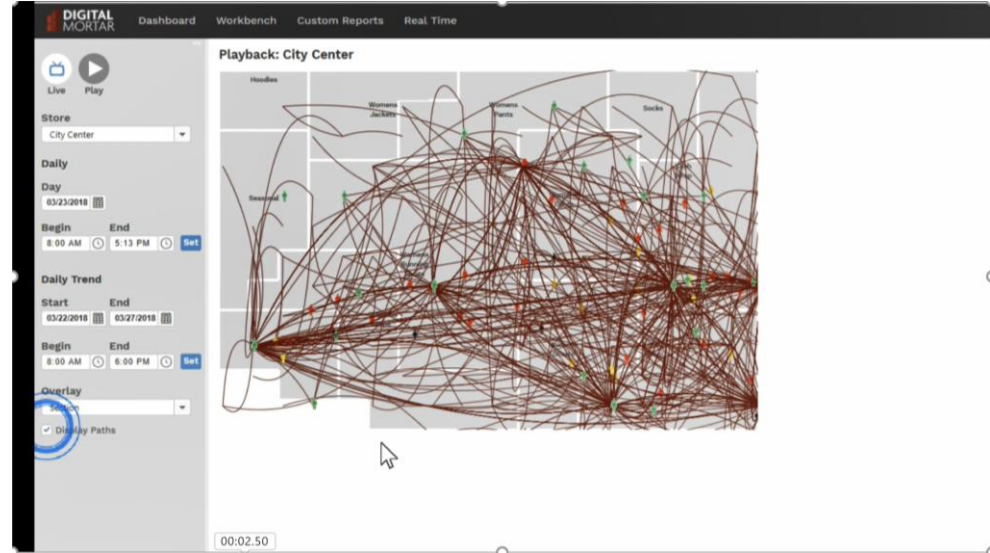 DIGITAL
MORTAR
Dashboard Workbench Custom Reports Real Time
Playback: City Center
Live Play
Store
City Center
Daily
Day
03/23/2018
Begin End
8:00 AM 5:13 PM Set
Daily Trend
Start End
03/22/2018 03/27/2018
Begin End
8:00 AM 6:00 PM Set
Overlay
Section
Display Paths
Hoodies
Womens
Jackets
Womens
Pants
Socks
Seasonal
00:02.50